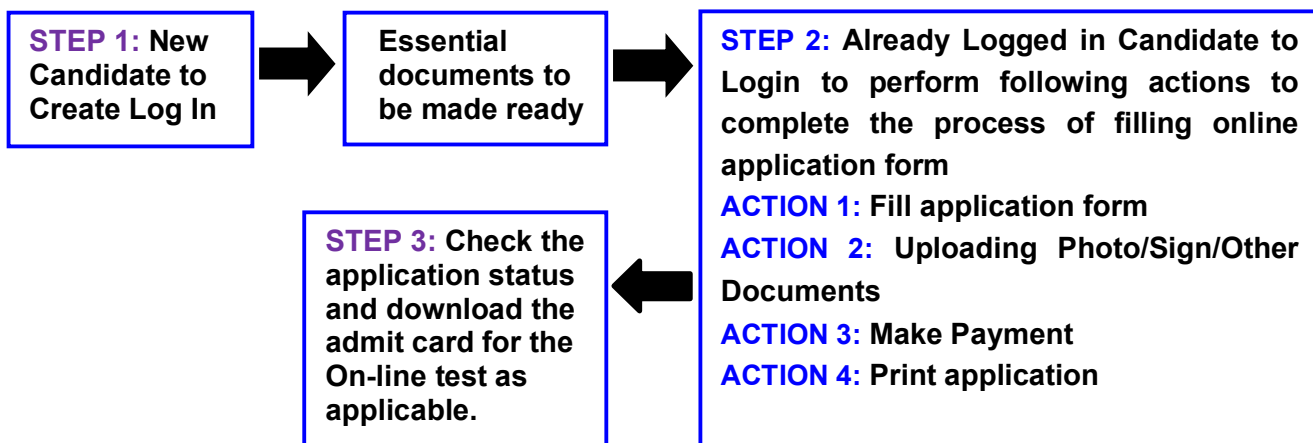 STEP 1: New
Candidate to
Create Log In
Essential
documents to
be made ready
STEP 2: Already Logged in Candidate to
Login to perform following actions to
complete the process of filling online
application form
ACTION 1: Fill application form
ACTION 2: Uploading Photo/Sign/Other
Documents
ACTION 3: Make Payment
ACTION 4: Print application
STEP 3: Check the
application status
and download the
admit card for the
On-line test as
applicable.